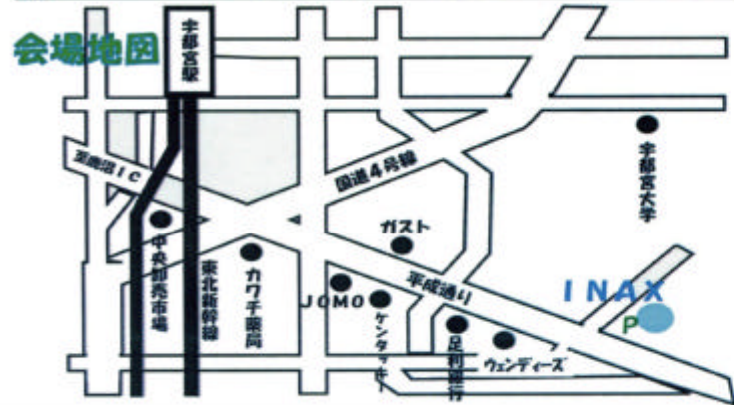 会場地図
宇都宮駅
至鹿沼IC
国道4号線
宇都宮大学
中央卸売市場
東北新幹線
カワチ薬局
ガスト
平成通り
JOMO
ケンタッキー
足利銀行
ウェンディーズ
INAX
P